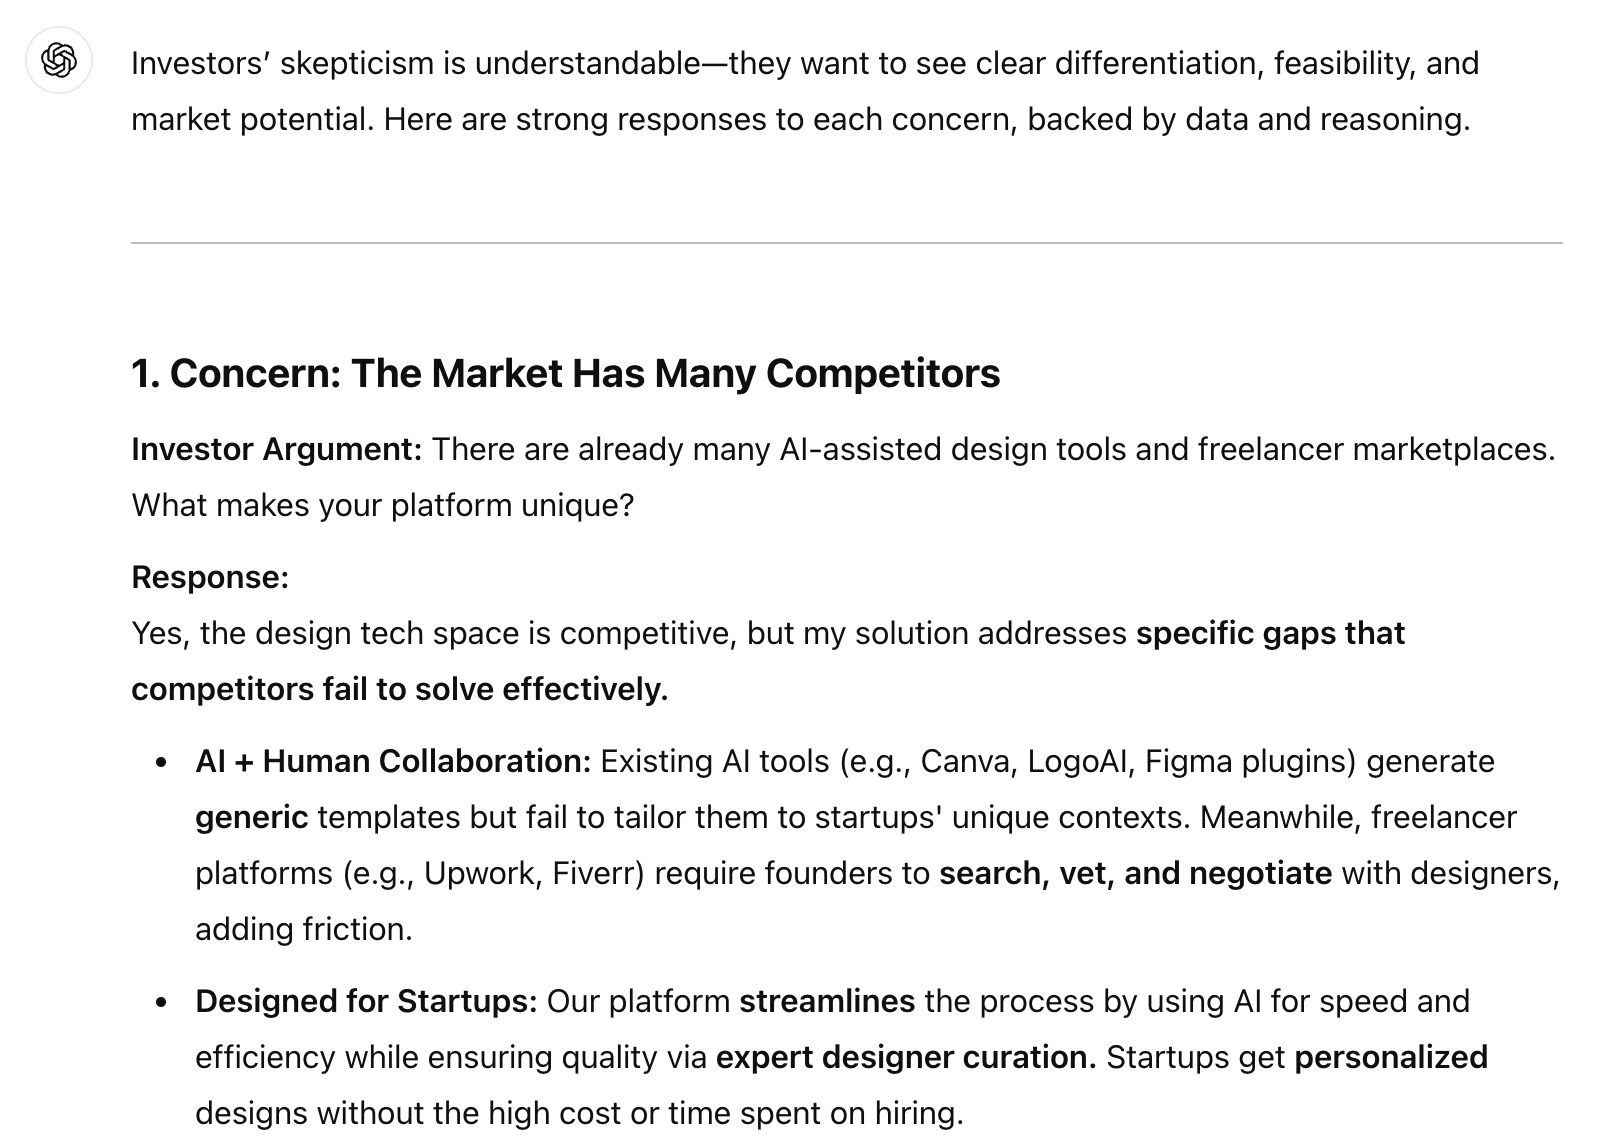 Investors’ skepticism is understandable—they want to see clear differentiation, feasibility, and
market potential. Here are strong responses to each concern, backed by data and reasoning.
1. Concern: The Market Has Many Competitors
Investor Argument: There are already many AI-assisted design tools and freelancer marketplaces.
What makes your platform unique?
Response:
Yes, the design tech space is competitive, but my solution addresses specific gaps that
competitors fail to solve effectively.
• AI + Human Collaboration: Existing AI tools (e.g., Canva, LogoAI, Figma plugins) generate
generic templates but fail to tailor them to startups' unique contexts. Meanwhile, freelancer
platforms (e.g., Upwork, Fiverr) require founders to search, vet, and negotiate with designers,
adding friction.
• Designed for Startups: Our platform streamlines the process by using AI for speed and
efficiency while ensuring quality via expert designer curation. Startups get personalized
designs without the high cost or time spent on hiring.